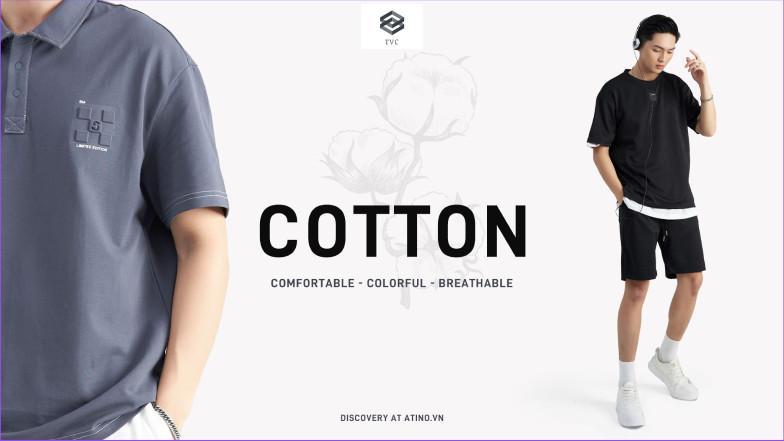 TVC
LIMITED EDITION
COTTON
COMFORTABLE - COLORFUL - BREATHABLE
DISCOVERY AT ATINO.VN